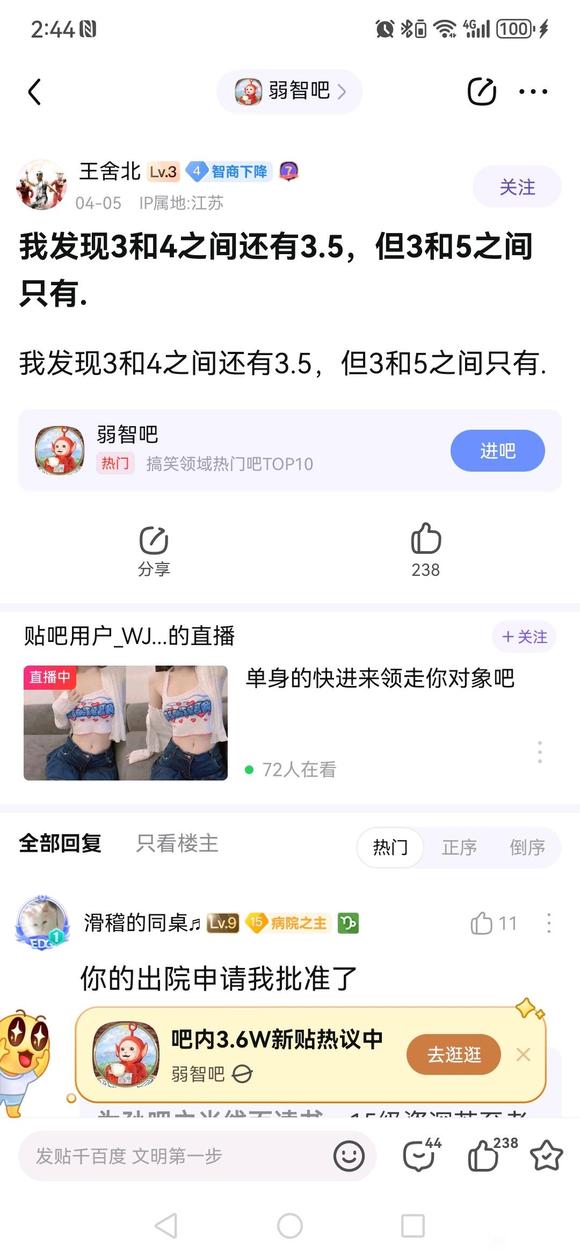 2:44
4G 100
弱智吧
王舍北 Lv.3 4 智商下降 7
关注
04-05 IP属地:江苏
我发现3和4之间还有3.5，但3和5之间
只有.
我发现3和4之间还有3.5，但3和5之间只有.
弱智吧
热门 搞笑领域热门吧TOP10
进吧
分享
238
贴吧用户_WJ...的直播
+关注
直播中
单身的快进来领走你对象吧
72人在看
全部回复 只看楼主
热门 正序 倒序
滑稽的同桌♬ Lv.9 15 病院之主
11
EDG 1
你的出院申请我批准了
吧内3.6W新贴热议中
弱智吧
去逛逛
发贴千百度 文明第一步
44
238